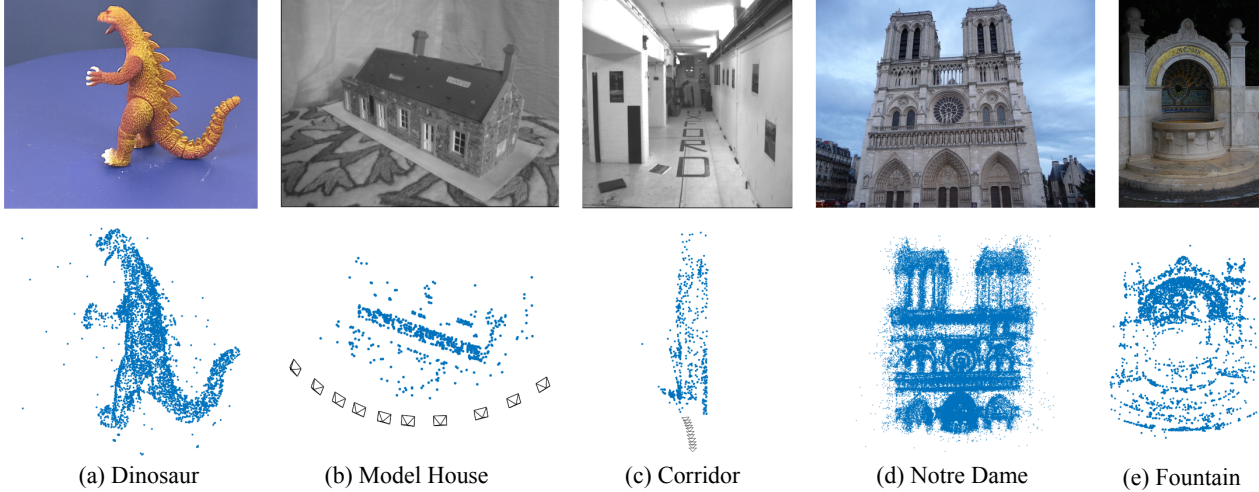 (a) Dinosaur
(b) Model House
(c) Corridor
(d) Notre Dame
(e) Fountain